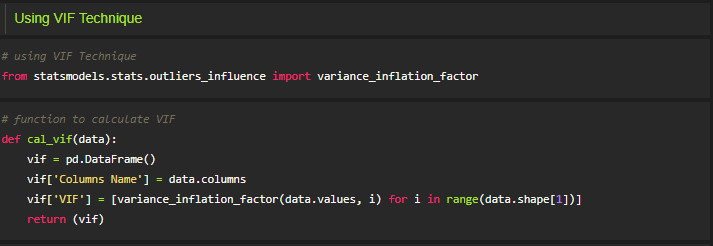 Using VIF Technique
# using VIF Technique
from statsmodels.stats.outliers_influence import variance_inflation_factor
# function to calculate VIF
def cal_vif(data):
    vif = pd.DataFrame()
    vif['Columns Name'] = data.columns
    vif['VIF'] = [variance_inflation_factor(data.values, i) for i in range(data.shape[1])]
    return (vif)